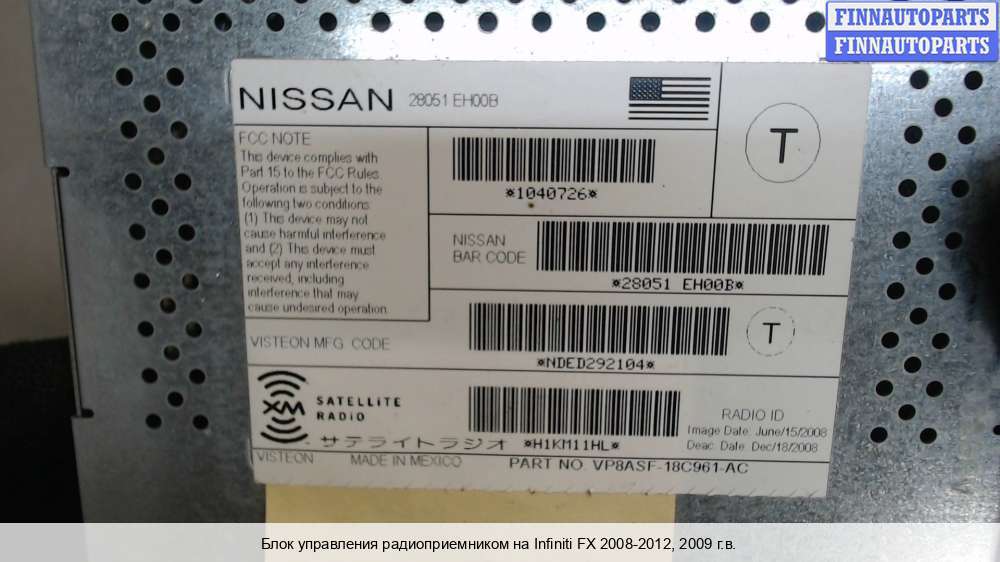 FINNAUTOPARTS
FINNAUTOPARTS
NISSAN 28051 EH00B
T
FCC NOTE
This device complies with
Part 15 to the FCC Rules.
Operation is subject to the
following two conditions:
(1) This device may not
cause harmful interference
and (2) This device must
accept any interference
received, including
interference that may
cause undesired operation.
*1040726*
NISSAN
BAR CODE
*28051 EH00B*
VISTEON MFG CODE
*NDED292104*
T
XM SATELLITE
RADIO
サテライトラジオ
*H1KM11HL*
RADIO ID
Image Date: June/15/2008
Deac. Date: Dec/18/2008
VISTEON MADE IN MEXICO PART NO. VP8ASF-18C961-AC
Блок управления радиоприемником на Infiniti FX 2008-2012, 2009 г.в.